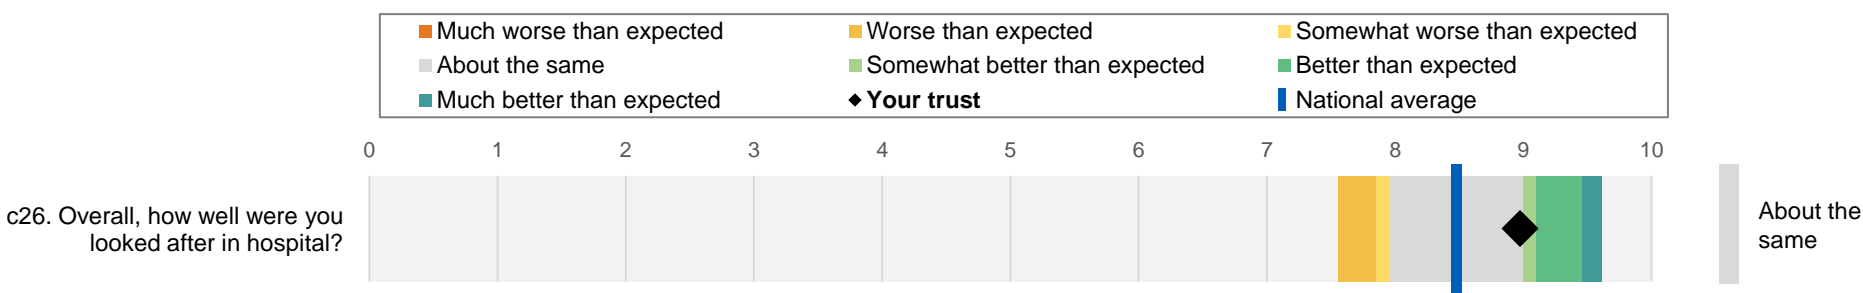 Much worse than expected
Worse than expected
Somewhat worse than expected
About the same
Somewhat better than expected
Better than expected
Much better than expected
Your trust
National average
0 1 2 3 4 5 6 7 8 9 10
c26. Overall, how well were you
looked after in hospital?
About the
same